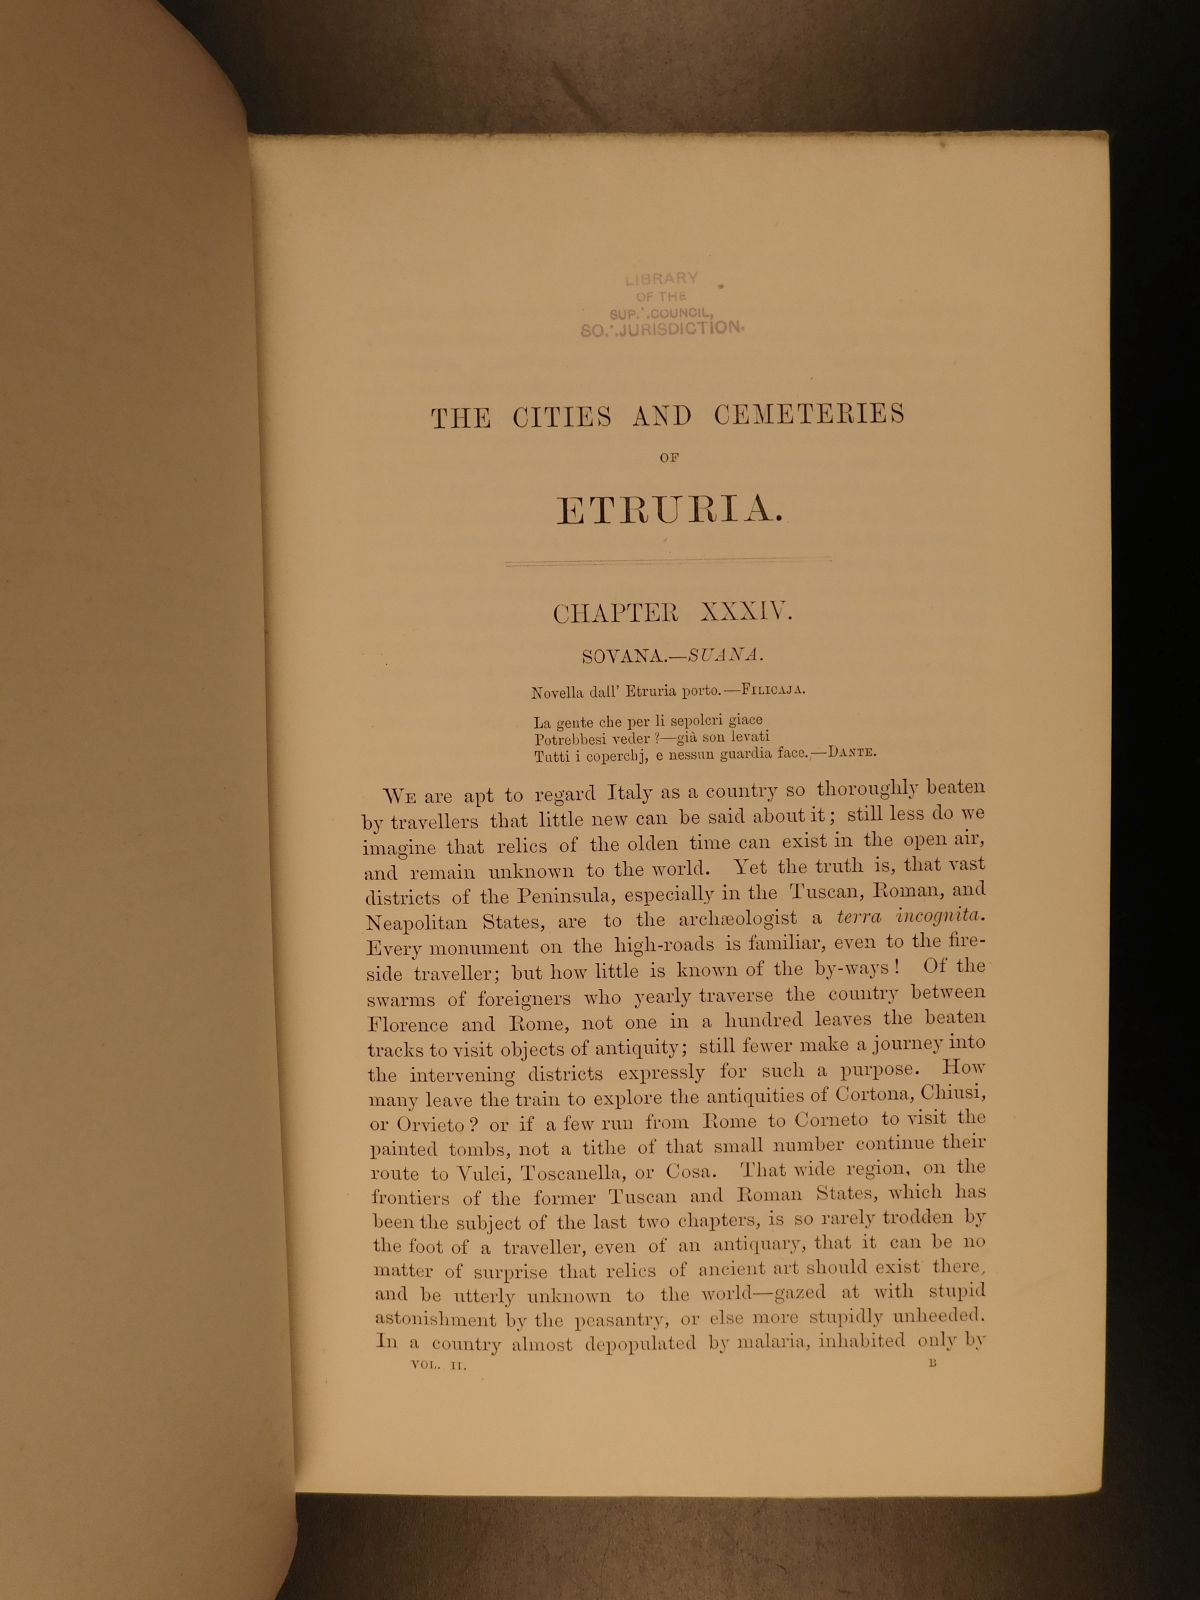 LIBRARY
OF THE
SUP.∴COUNCIL,
SO.∴JURISDICTION.
THE CITIES AND CEMETERIES
OF
ETRURIA.
CHAPTER XXXIV.
SOVANA.—SUANA.
Novella dall' Etruria porto.—FILICAJA.
La gente che per li sepolcri giace
Potrebbesi veder ?—già son levati
Tutti i coperchj, e nessun guardia face.—DANTE.
WE are apt to regard Italy as a country so thoroughly beaten
by travellers that little new can be said about it; still less do we
imagine that relics of the olden time can exist in the open air,
and remain unknown to the world. Yet the truth is, that vast
districts of the Peninsula, especially in the Tuscan, Roman, and
Neapolitan States, are to the archæologist a terra incognita.
Every monument on the high-roads is familiar, even to the fire-
side traveller; but how little is known of the by-ways! Of the
swarms of foreigners who yearly traverse the country between
Florence and Rome, not one in a hundred leaves the beaten
tracks to visit objects of antiquity; still fewer make a journey into
the intervening districts expressly for such a purpose. How
many leave the train to explore the antiquities of Cortona, Chiusi,
or Orvieto? or if a few run from Rome to Corneto to visit the
painted tombs, not a tithe of that small number continue their
route to Vulci, Toscanella, or Cosa. That wide region, on the
frontiers of the former Tuscan and Roman States, which has
been the subject of the last two chapters, is so rarely trodden by
the foot of a traveller, even of an antiquary, that it can be no
matter of surprise that relics of ancient art should exist there,
and be utterly unknown to the world—gazed at with stupid
astonishment by the peasantry, or else more stupidly unheeded.
In a country almost depopulated by malaria, inhabited only by
VOL. II. B